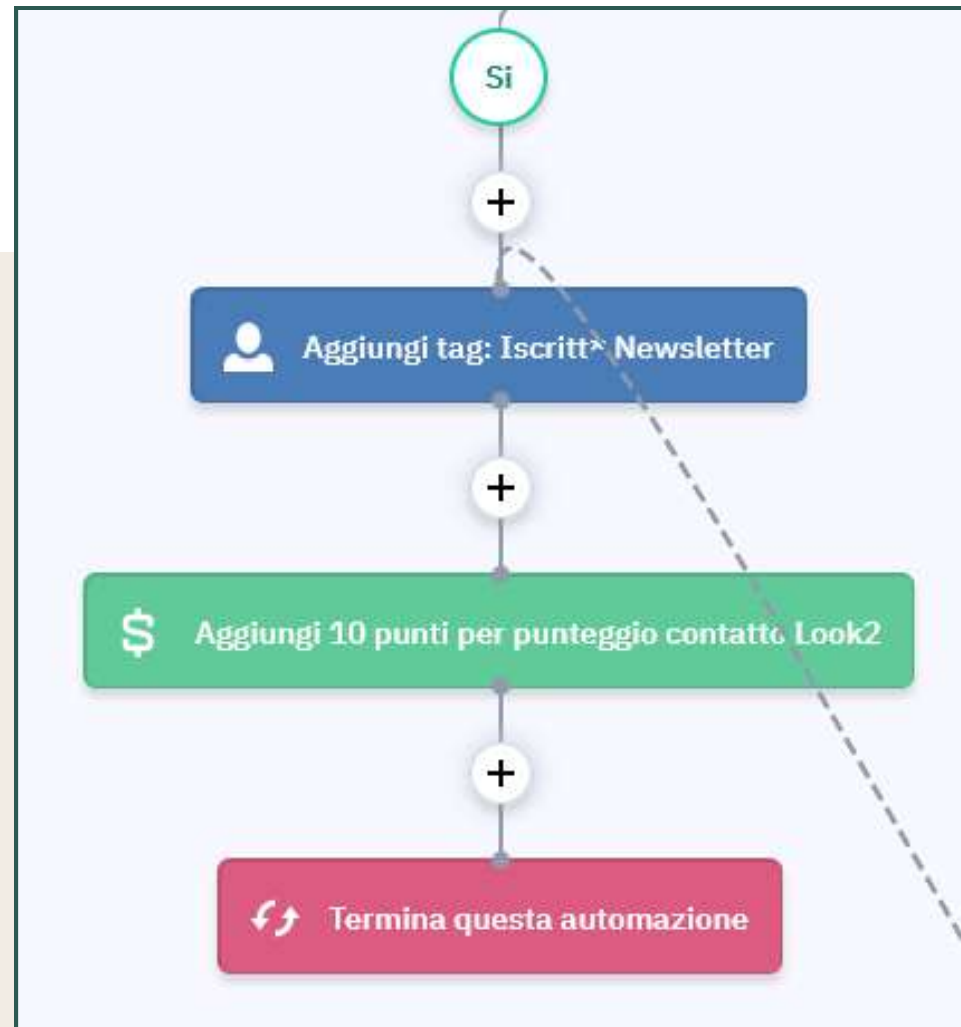 Si
+
Aggiungi tag: Iscritt* Newsletter
+
$ Aggiungi 10 punti per punteggio contatto Look2
+
Termina questa automazione